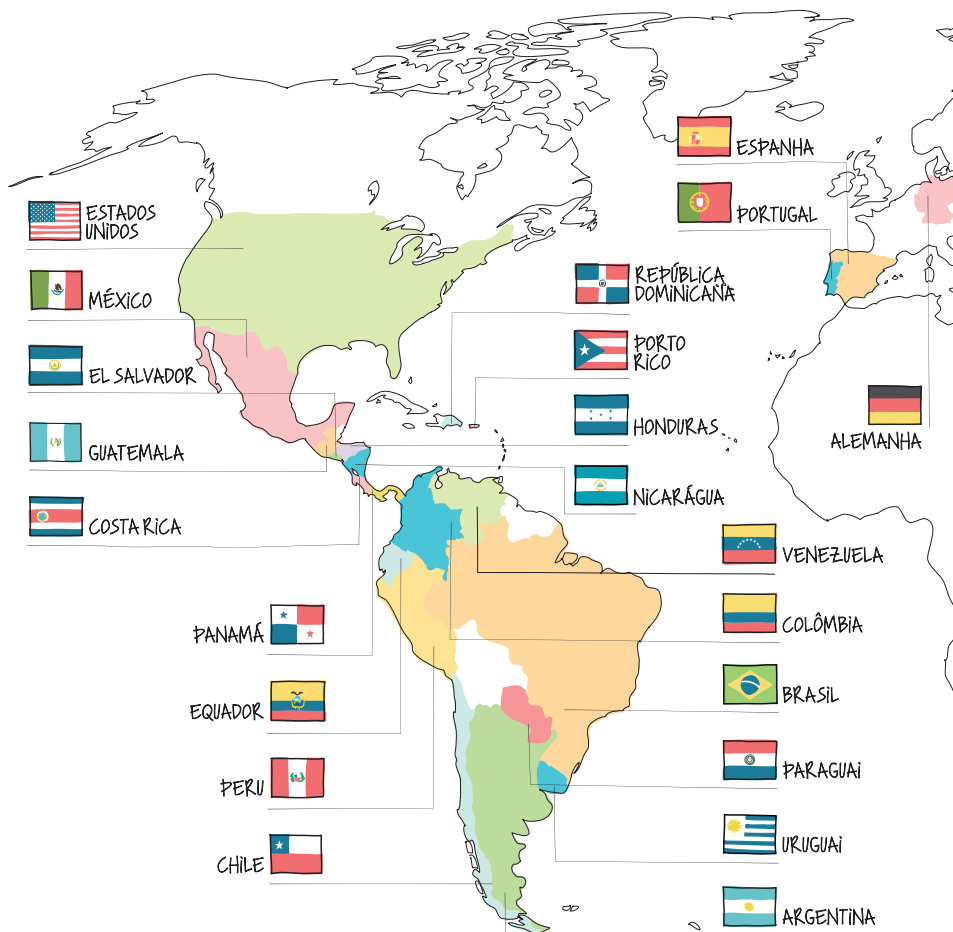 ESPANHA
PORTUGAL
ESTADOS
UNIDOS
MÉXICO
EL SALVADOR
GUATEMALA
COSTA RICA
REPÚBLICA
DOMINICANA
PORTO
RICO
HONDURAS
NICARÁGUA
ALEMANHA
PANAMÁ
EQUADOR
PERU
CHILE
VENEZUELA
COLÔMBIA
BRASIL
PARAGUAI
URUGUAI
ARGENTINA